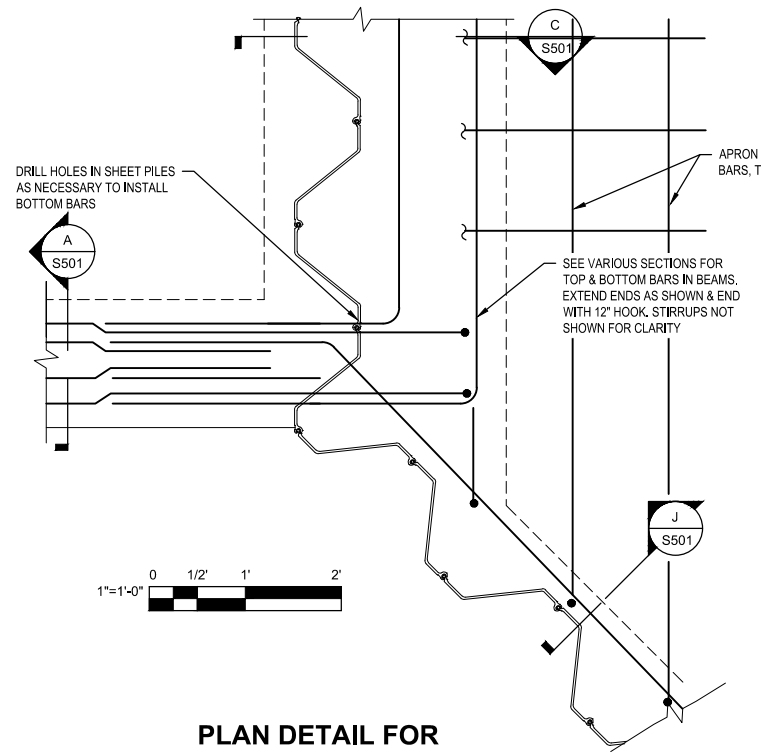 C
S501
DRILL HOLES IN SHEET PILES
AS NECESSARY TO INSTALL
BOTTOM BARS
APRON
BARS, T
A
S501
SEE VARIOUS SECTIONS FOR
TOP & BOTTOM BARS IN BEAMS.
EXTEND ENDS AS SHOWN & END
WITH 12" HOOK. STIRRUPS NOT
SHOWN FOR CLARITY
J
S501
0 1/2' 1' 2'
1"=1'-0"
PLAN DETAIL FOR